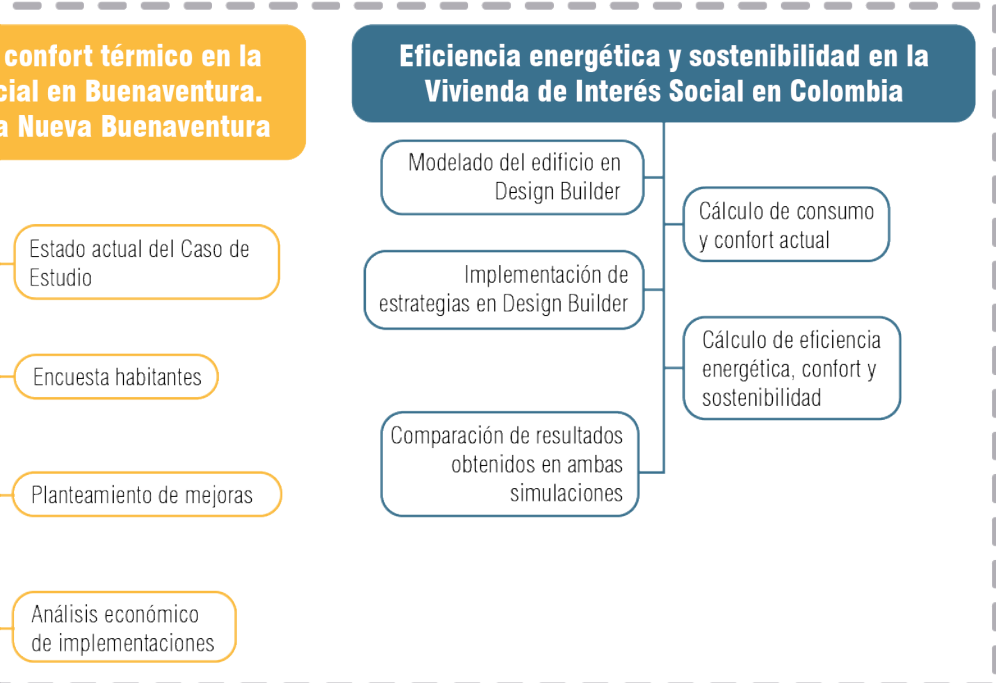 confort térmico en la
cial en Buenaventura.
a Nueva Buenaventura
Estado actual del Caso de
Estudio
Encuesta habitantes
Planteamiento de mejoras
Análisis económico
de implementaciones
Eficiencia energética y sostenibilidad en la
Vivienda de Interés Social en Colombia
Modelado del edificio en
Design Builder
Cálculo de consumo
y confort actual
Implementación de
estrategias en Design Builder
Cálculo de eficiencia
energética, confort y
sostenibilidad
Comparación de resultados
obtenidos en ambas
simulaciones